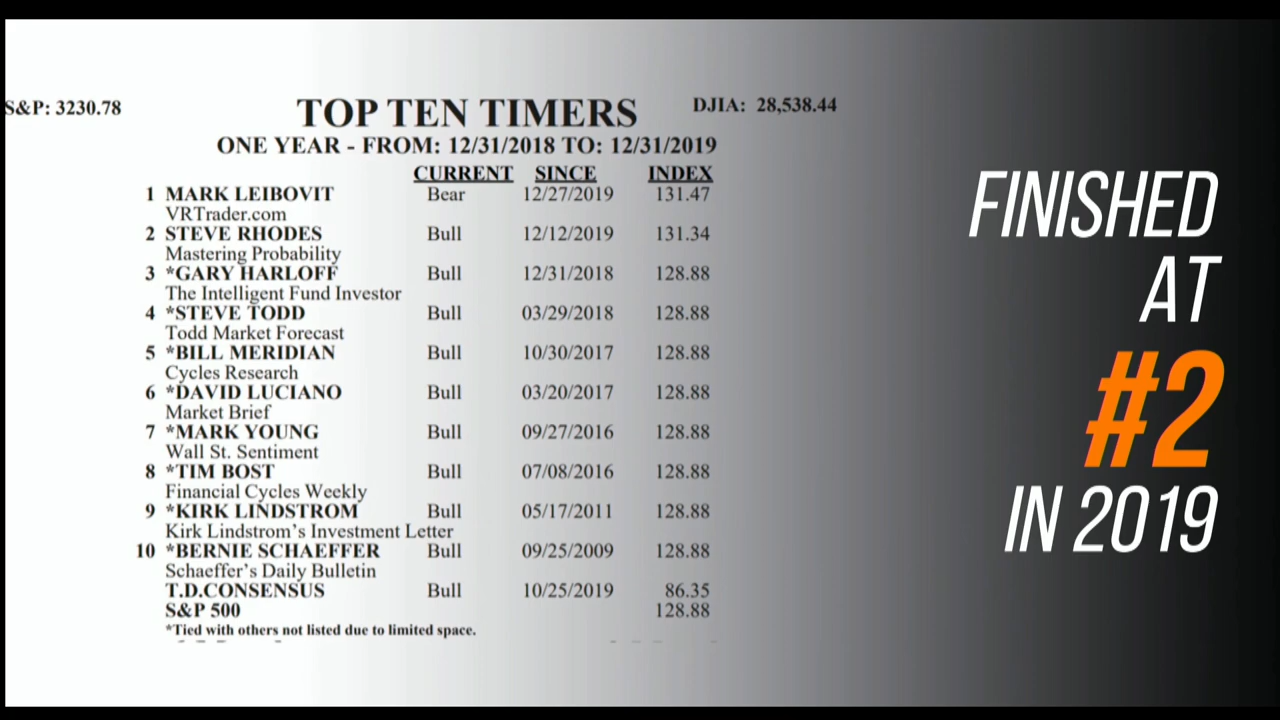 S&P: 3230.78
TOP TEN TIMERS
DJIA: 28,538.44
ONE YEAR - FROM: 12/31/2018 TO: 12/31/2019
CURRENT SINCE INDEX
1 MARK LEIBOVIT Bear 12/27/2019 131.47
VRTrader.com
2 STEVE RHODES Bull 12/12/2019 131.34
Mastering Probability
3 *GARY HARLOFF Bull 12/31/2018 128.88
The Intelligent Fund Investor
4 *STEVE TODD Bull 03/29/2018 128.88
Todd Market Forecast
5 *BILL MERIDIAN Bull 10/30/2017 128.88
Cycles Research
6 *DAVID LUCIANO Bull 03/20/2017 128.88
Market Brief
7 *MARK YOUNG Bull 09/27/2016 128.88
Wall St. Sentiment
8 *TIM BOST Bull 07/08/2016 128.88
Financial Cycles Weekly
9 *KIRK LINDSTROM Bull 05/17/2011 128.88
Kirk Lindstrom's Investment Letter
10 *BERNIE SCHAEFFER Bull 09/25/2009 128.88
Schaeffer's Daily Bulletin
T.D.CONSENSUS Bull 10/25/2019 86.35
S&P 500 128.88
*Tied with others not listed due to limited space.
FINISHED
AT
#2
IN 2019